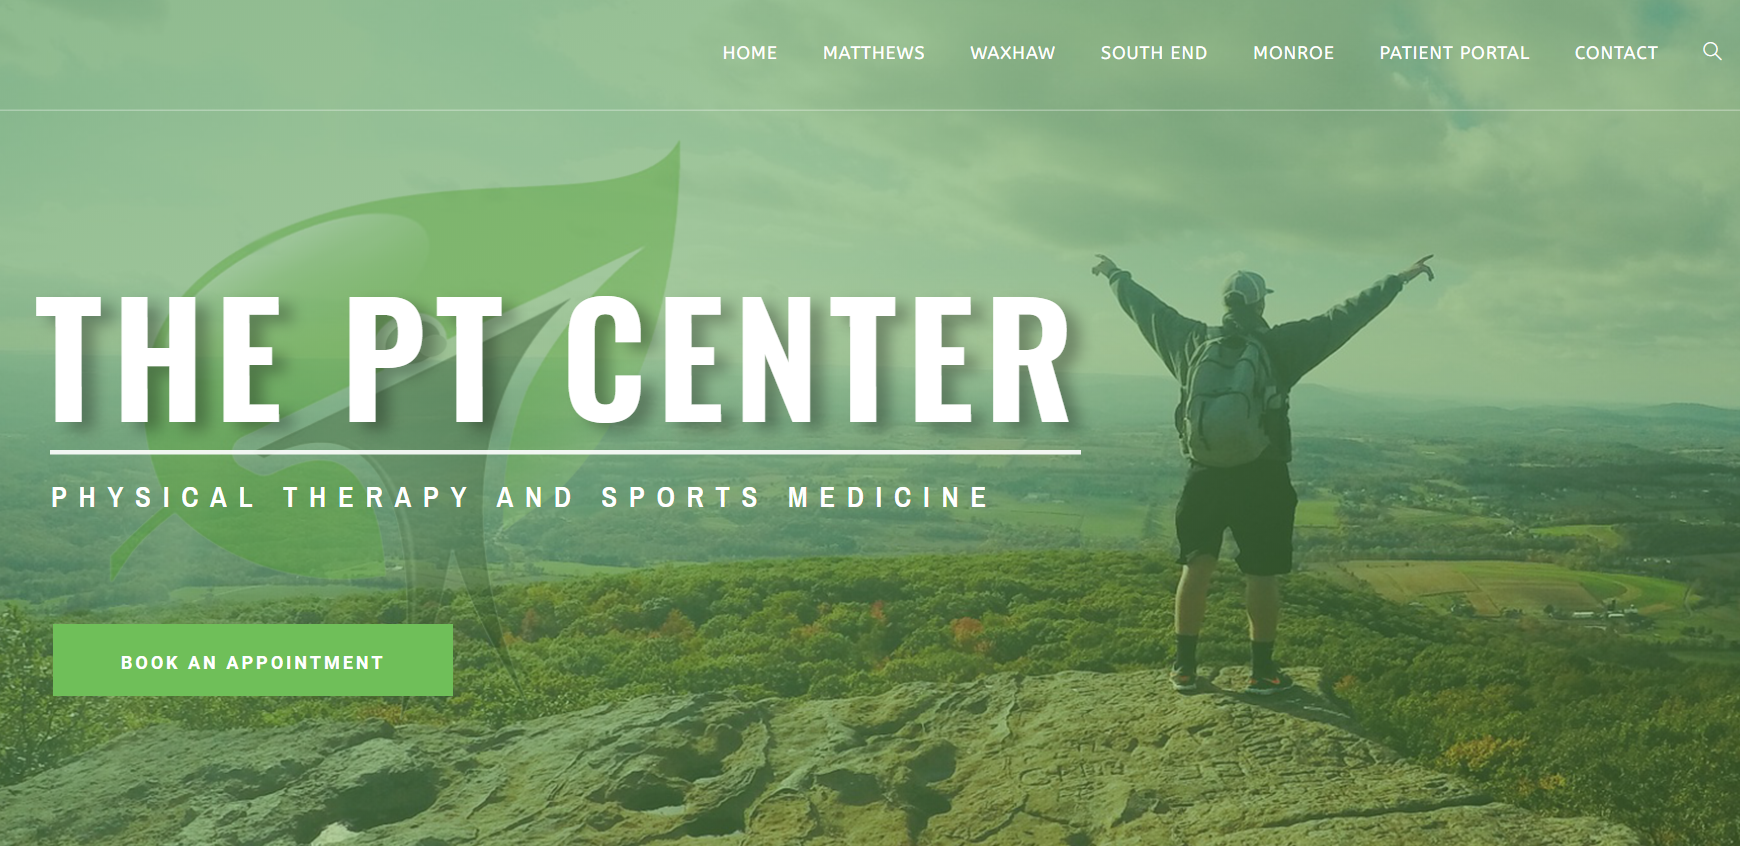 HOME MATTHEWS WAXHAW SOUTH END MONROE PATIENT PORTAL CONTACT
THE PT CENTER
PHYSICAL THERAPY AND SPORTS MEDICINE
BOOK AN APPOINTMENT